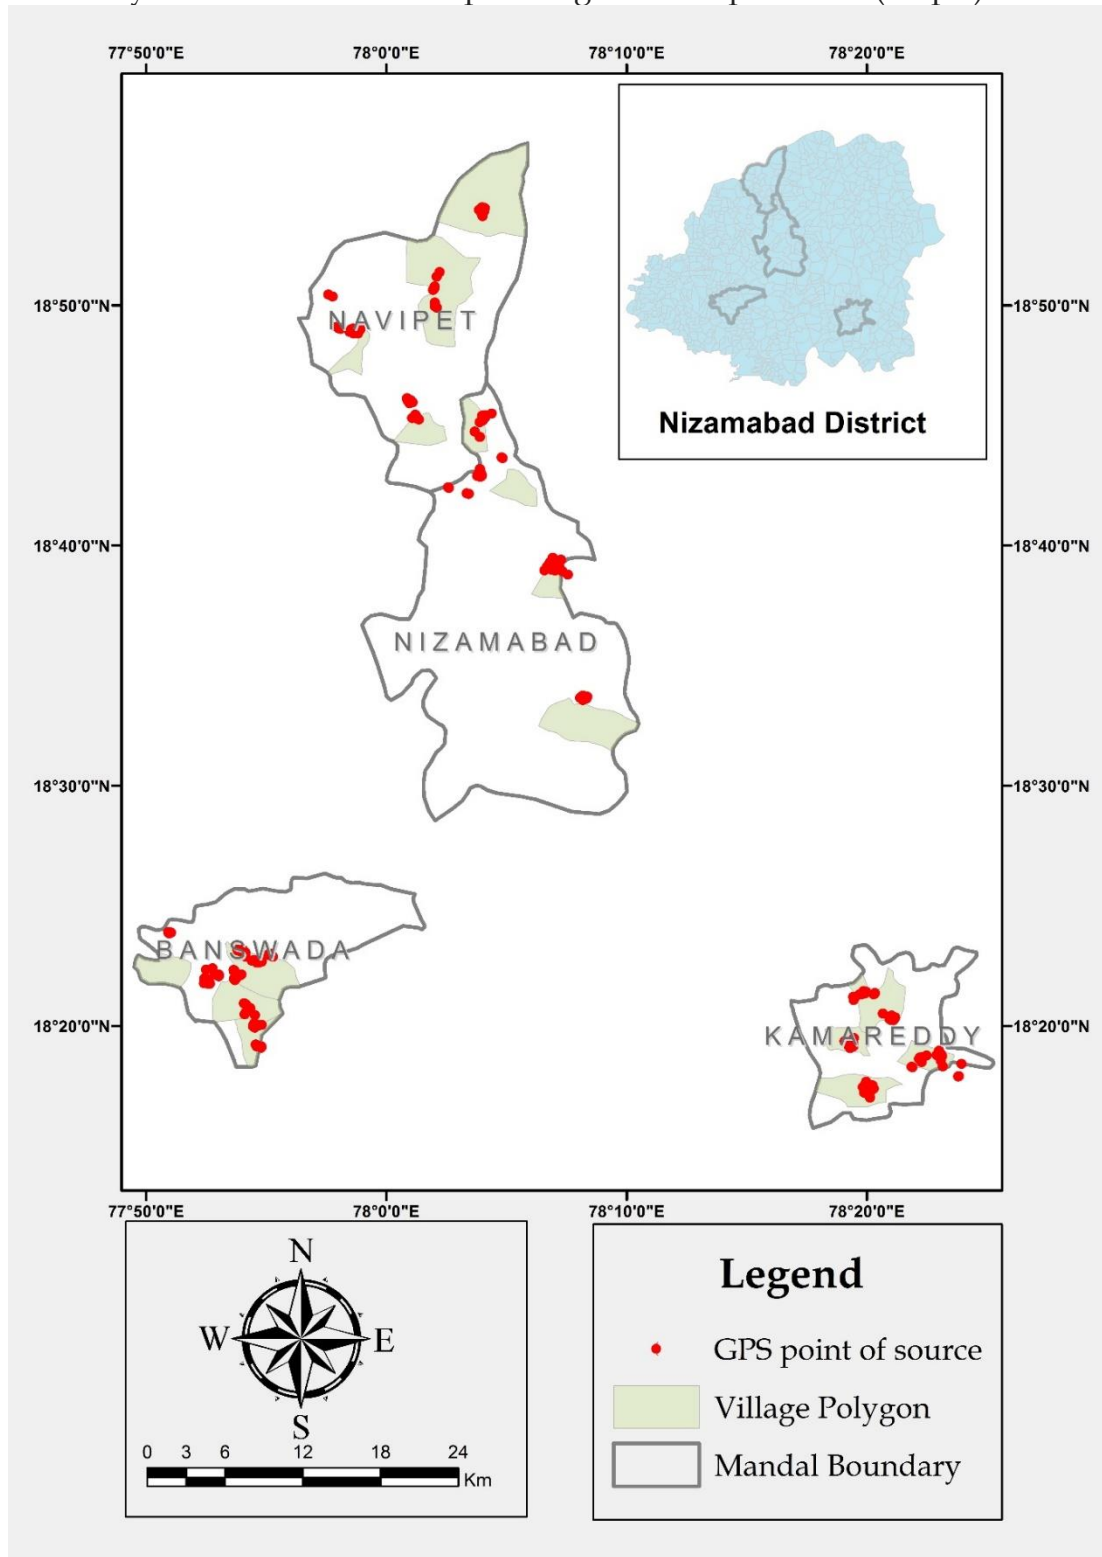 77°50'0"E 78°0'0"E 78°10'0"E 78°20'0"E
Nizamabad District
18°50'0"N 18°50'0"N
NAVIPET
18°40'0"N 18°40'0"N
NIZAMABAD
18°30'0"N 18°30'0"N
BANSWADA
18°20'0"N 18°20'0"N
KAMAREDDY
77°50'0"E 78°0'0"E 78°10'0"E 78°20'0"E
N
W E
S
0 3 6 12 18 24
Km
Legend
GPS point of source
Village Polygon
Mandal Boundary